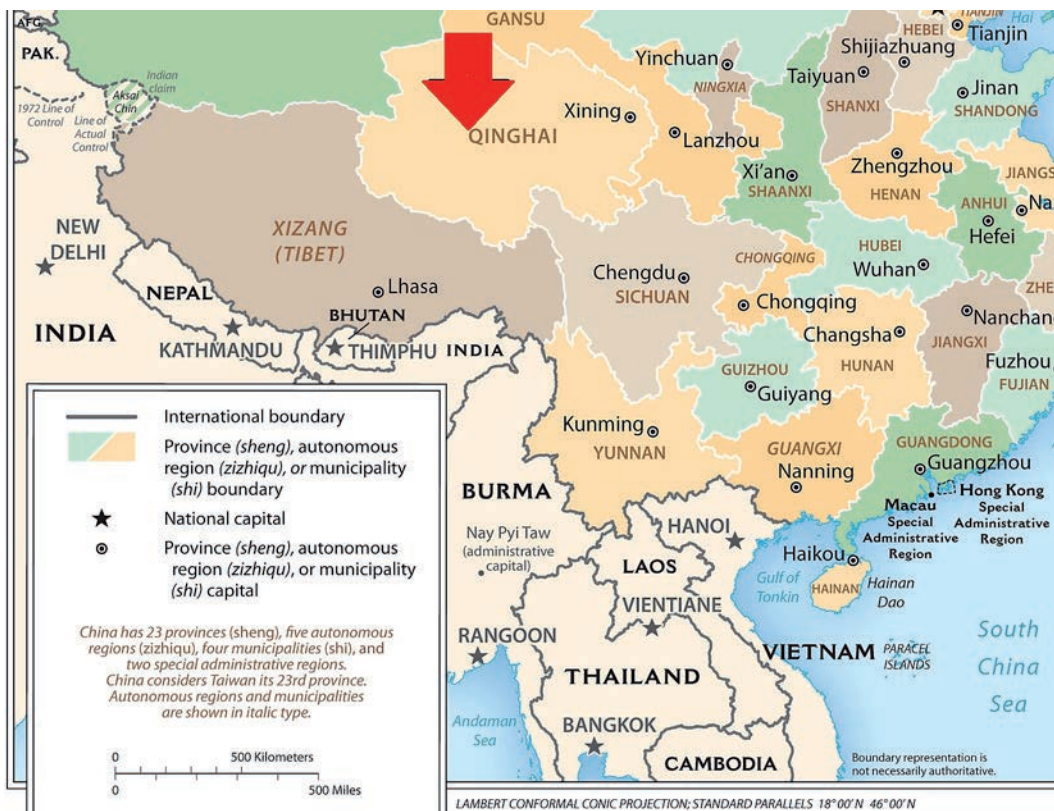 GANSU
HEBEI
TIANJIN
Hai
Tianjin
AFG.
PAK.
Indian
claim
Aksai
Chin
1972 Line of
Control
Line of
Actual
Control
Yinchuan
NINGXIA
Shijiazhuang
Taiyuan
SHANXI
Jinan
SHANDONG
Xining
QINGHAI
Lanzhou
Xi'an
SHAANXI
Zhengzhou
HENAN
JIANGS
ANHUI
Na
Hefei
NEW
DELHI
XIZANG
(TIBET)
Lhasa
NEPAL
BHUTAN
INDIA
KATHMANDU
THIMPHU
INDIA
Chengdu
SICHUAN
CHONGQING
Chongqing
HUBEI
Wuhan
ZHE
Changsha
HUNAN
Nanchang
JIANGXI
Fuzhou
FUJIAN
GUIZHOU
Guiyang
Kunming
YUNNAN
GUANGXI
Nanning
GUANGDONG
Guangzhou
Macau
Special
Administrative
Region
Hong Kong
Special
Administrative
Region
BURMA
Nay Pyi Taw
(administrative
capital)
HANOI
LAOS
Haikou
Gulf of
Tonkin
HAINAN
Hainan
Dao
VIENTIANE
RANGOON
THAILAND
VIETNAM
PARACEL
ISLANDS
South
China
Sea
Andaman
Sea
BANGKOK
CAMBODIA
Boundary representation is
not necessarily authoritative.
International boundary
Province (sheng), autonomous
region (zizhiqu), or municipality
(shi) boundary
National capital
Province (sheng), autonomous
region (zizhiqu), or municipality
(shi) capital
China has 23 provinces (sheng), five autonomous
regions (zizhiqu), four municipalities (shi), and
two special administrative regions.
China considers Taiwan its 23rd province.
Autonomous regions and municipalities
are shown in italic type.
0 500 Kilometers
0 500 Miles
LAMBERT CONFORMAL CONIC PROJECTION; STANDARD PARALLELS 18°00'N 46°00'N